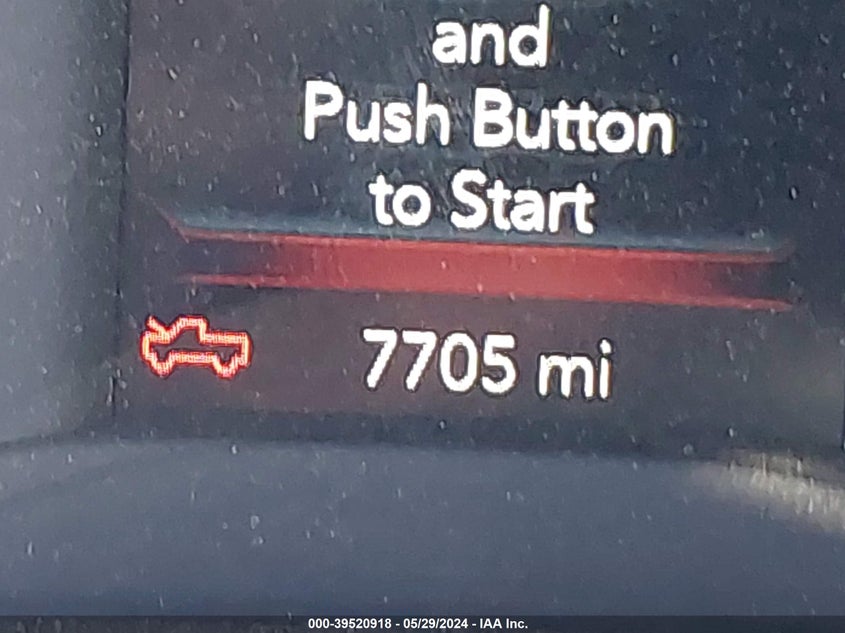 and
Push Button
to Start
7705 mi
000-39520918 - 05/29/2024 - IAA Inc.